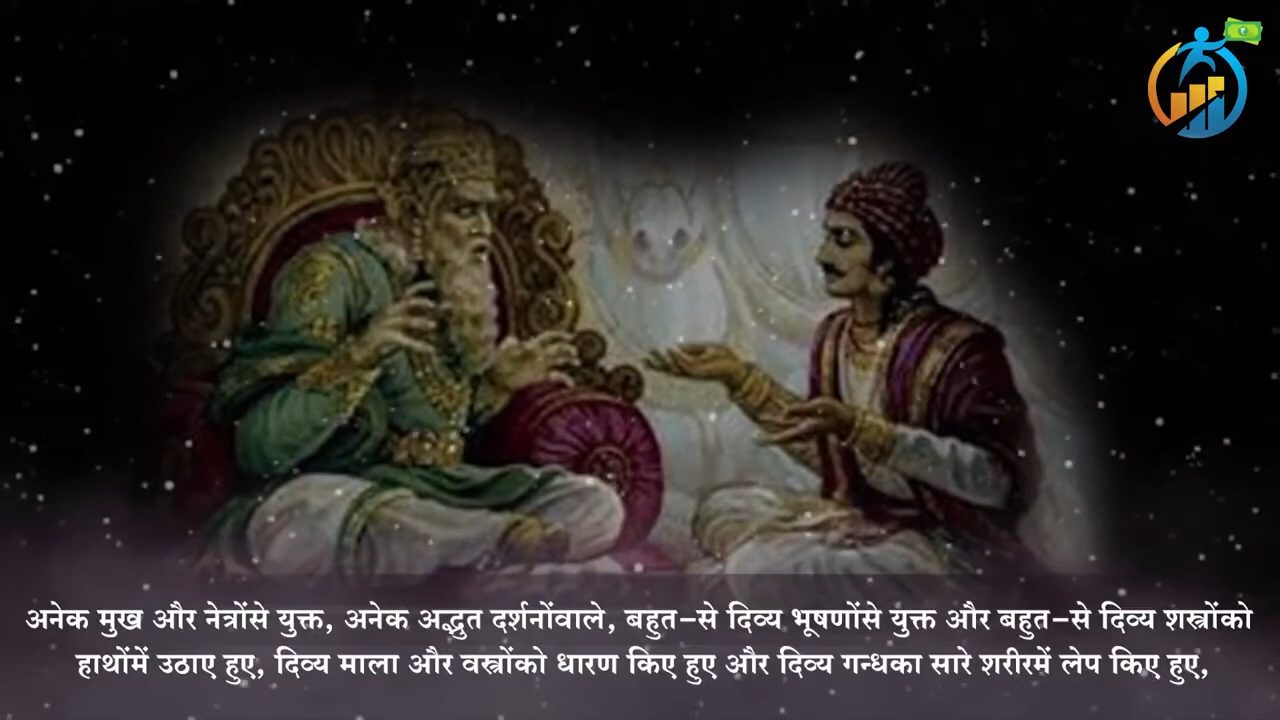 अनेक मुख और नेत्रोंसे युक्त, अनेक अद्भुत दर्शनोंवाले, बहुत-से दिव्य भूषणोंसे युक्त और बहुत-से दिव्य शस्त्रोंको
हाथोंमें उठाए हुए, दिव्य माला और वस्त्रोंको धारण किए हुए और दिव्य गन्धका सारे शरीरमें लेप किए हुए,